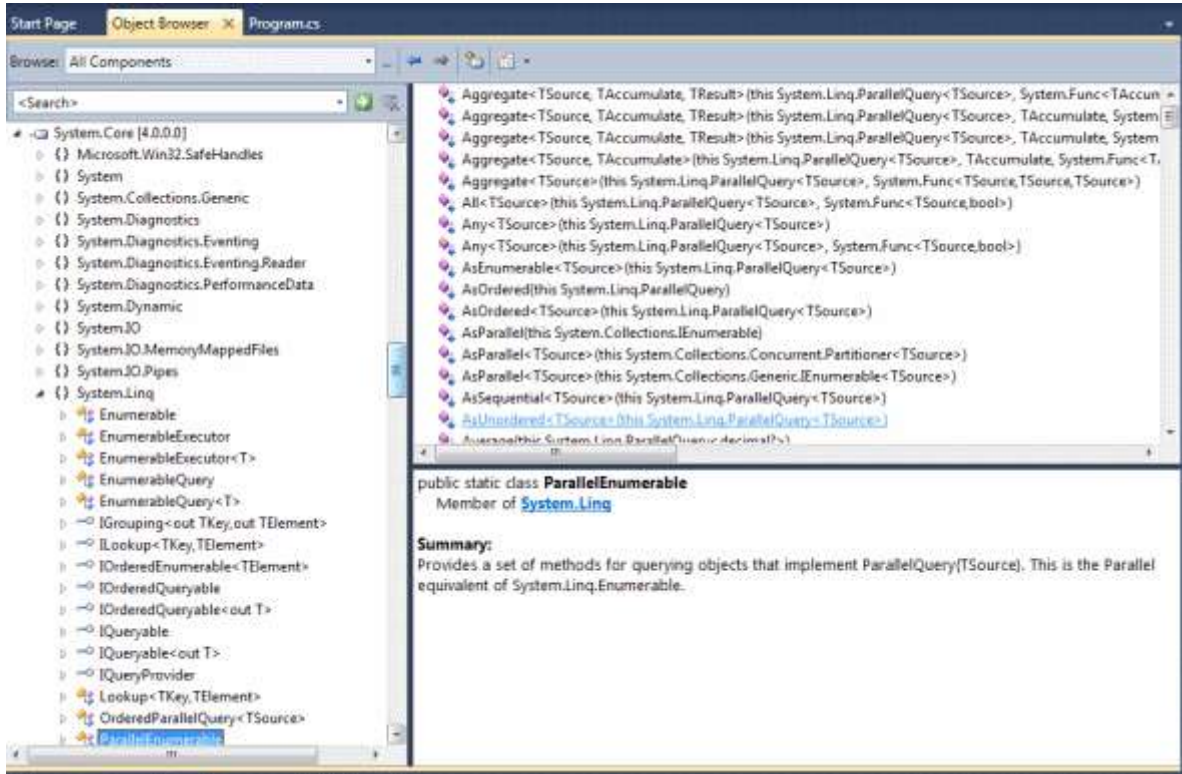 Start Page Object Browser × Program.cs
Browse: All Components ...
<Search>
System.Core [4.0.0.0]
{} Microsoft.Win32.SafeHandles
{} System
{} System.Collections.Generic
{} System.Diagnostics
{} System.Diagnostics.Eventing
{} System.Diagnostics.Eventing.Reader
{} System.Diagnostics.PerformanceData
{} System.Dynamic
{} System.IO
{} System.IO.MemoryMappedFiles
{} System.IO.Pipes
{} System.Linq
Enumerable
EnumerableExecutor
EnumerableExecutor<T>
EnumerableQuery
EnumerableQuery<T>
IGrouping<out TKey,out TElement>
ILookup<TKey,TElement>
IOrderedEnumerable<TElement>
IOrderedQueryable
IOrderedQueryable<out T>
IQueryable
IQueryable<out T>
IQueryProvider
Lookup<TKey,TElement>
OrderedParallelQuery<TSource>
ParallelEnumerable
Aggregate<TSource, TAccumulate, TResult>(this System.Linq.ParallelQuery<TSource>, System.Func<TAccum
Aggregate<TSource, TAccumulate, TResult>(this System.Linq.ParallelQuery<TSource>, TAccumulate, System
Aggregate<TSource, TAccumulate, TResult>(this System.Linq.ParallelQuery<TSource>, TAccumulate, System
Aggregate<TSource, TAccumulate>(this System.Linq.ParallelQuery<TSource>, TAccumulate, System.Func<TA
Aggregate<TSource>(this System.Linq.ParallelQuery<TSource>, System.Func<TSource,TSource,TSource>)
All<TSource>(this System.Linq.ParallelQuery<TSource>, System.Func<TSource,bool>)
Any<TSource>(this System.Linq.ParallelQuery<TSource>)
Any<TSource>(this System.Linq.ParallelQuery<TSource>, System.Func<TSource,bool>)
AsEnumerable<TSource>(this System.Linq.ParallelQuery<TSource>)
AsOrdered(this System.Linq.ParallelQuery)
AsOrdered<TSource>(this System.Linq.ParallelQuery<TSource>)
AsParallel(this System.Collections.IEnumerable)
AsParallel<TSource>(this System.Collections.Concurrent.Partitioner<TSource>)
AsParallel<TSource>(this System.Collections.Generic.IEnumerable<TSource>)
AsSequential<TSource>(this System.Linq.ParallelQuery<TSource>)
AsUnordered<TSource>(this System.Linq.ParallelQuery<TSource>)
Average(this System.Linq.ParallelQuery<decimal?>)
public static class ParallelEnumerable
Member of System.Linq
Summary:
Provides a set of methods for querying objects that implement ParallelQuery{TSource}. This is the Parallel
equivalent of System.Linq.Enumerable.